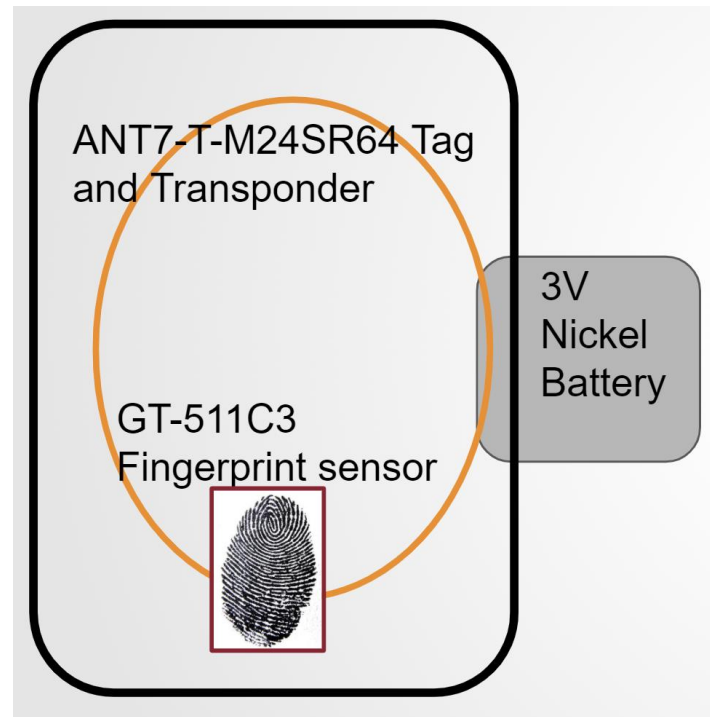 ANT7-T-M24SR64 Tag
and Transponder
3V
Nickel
Battery
GT-511C3
Fingerprint sensor